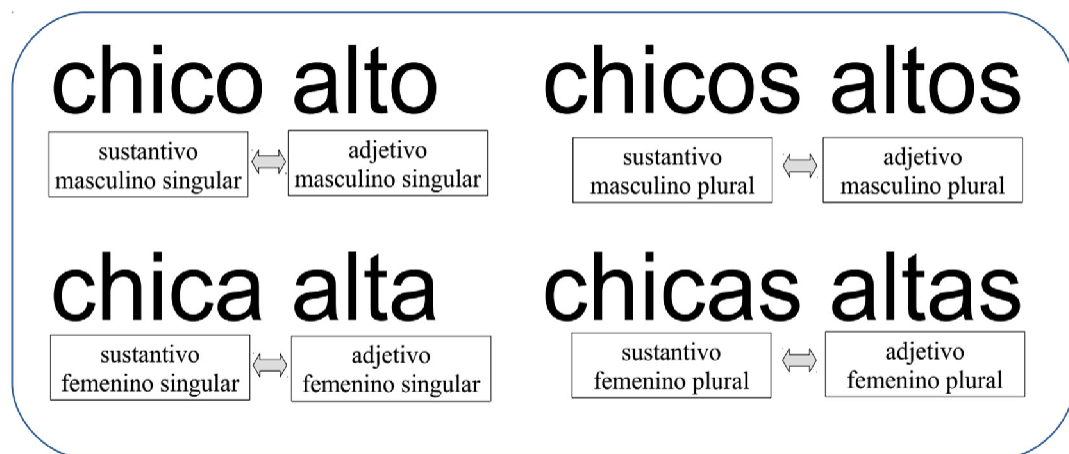 chico alto
sustantivo
masculino singular
adjetivo
masculino singular
chicos altos
sustantivo
masculino plural
adjetivo
masculino plural
chica alta
sustantivo
femenino singular
adjetivo
femenino singular
chicas altas
sustantivo
femenino plural
adjetivo
femenino plural